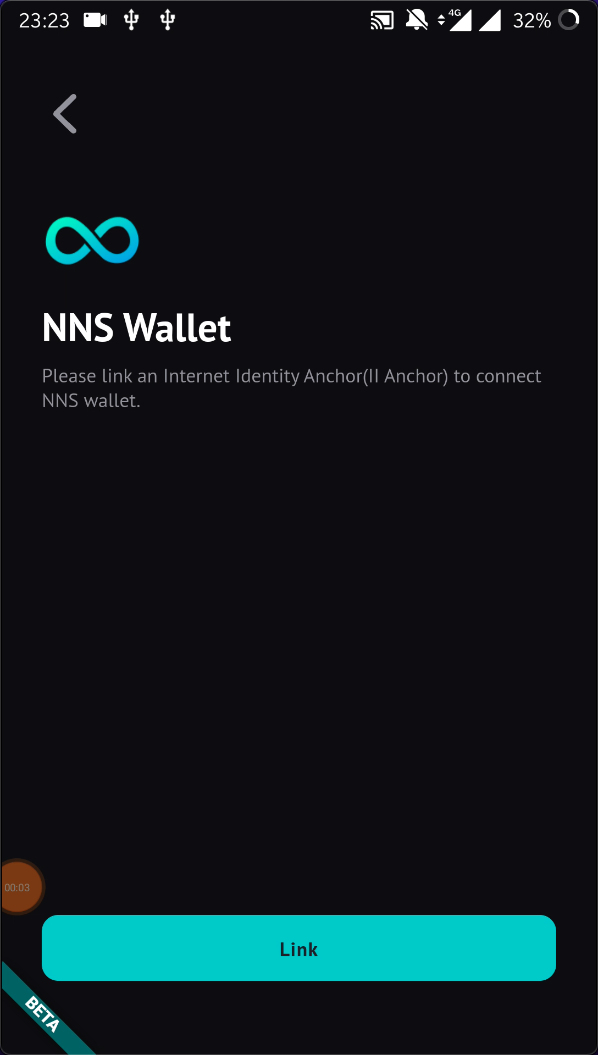 23:23
4G
32%
NNS Wallet
Please link an Internet Identity Anchor(II Anchor) to connect
NNS wallet.
00:03
Link
BETA